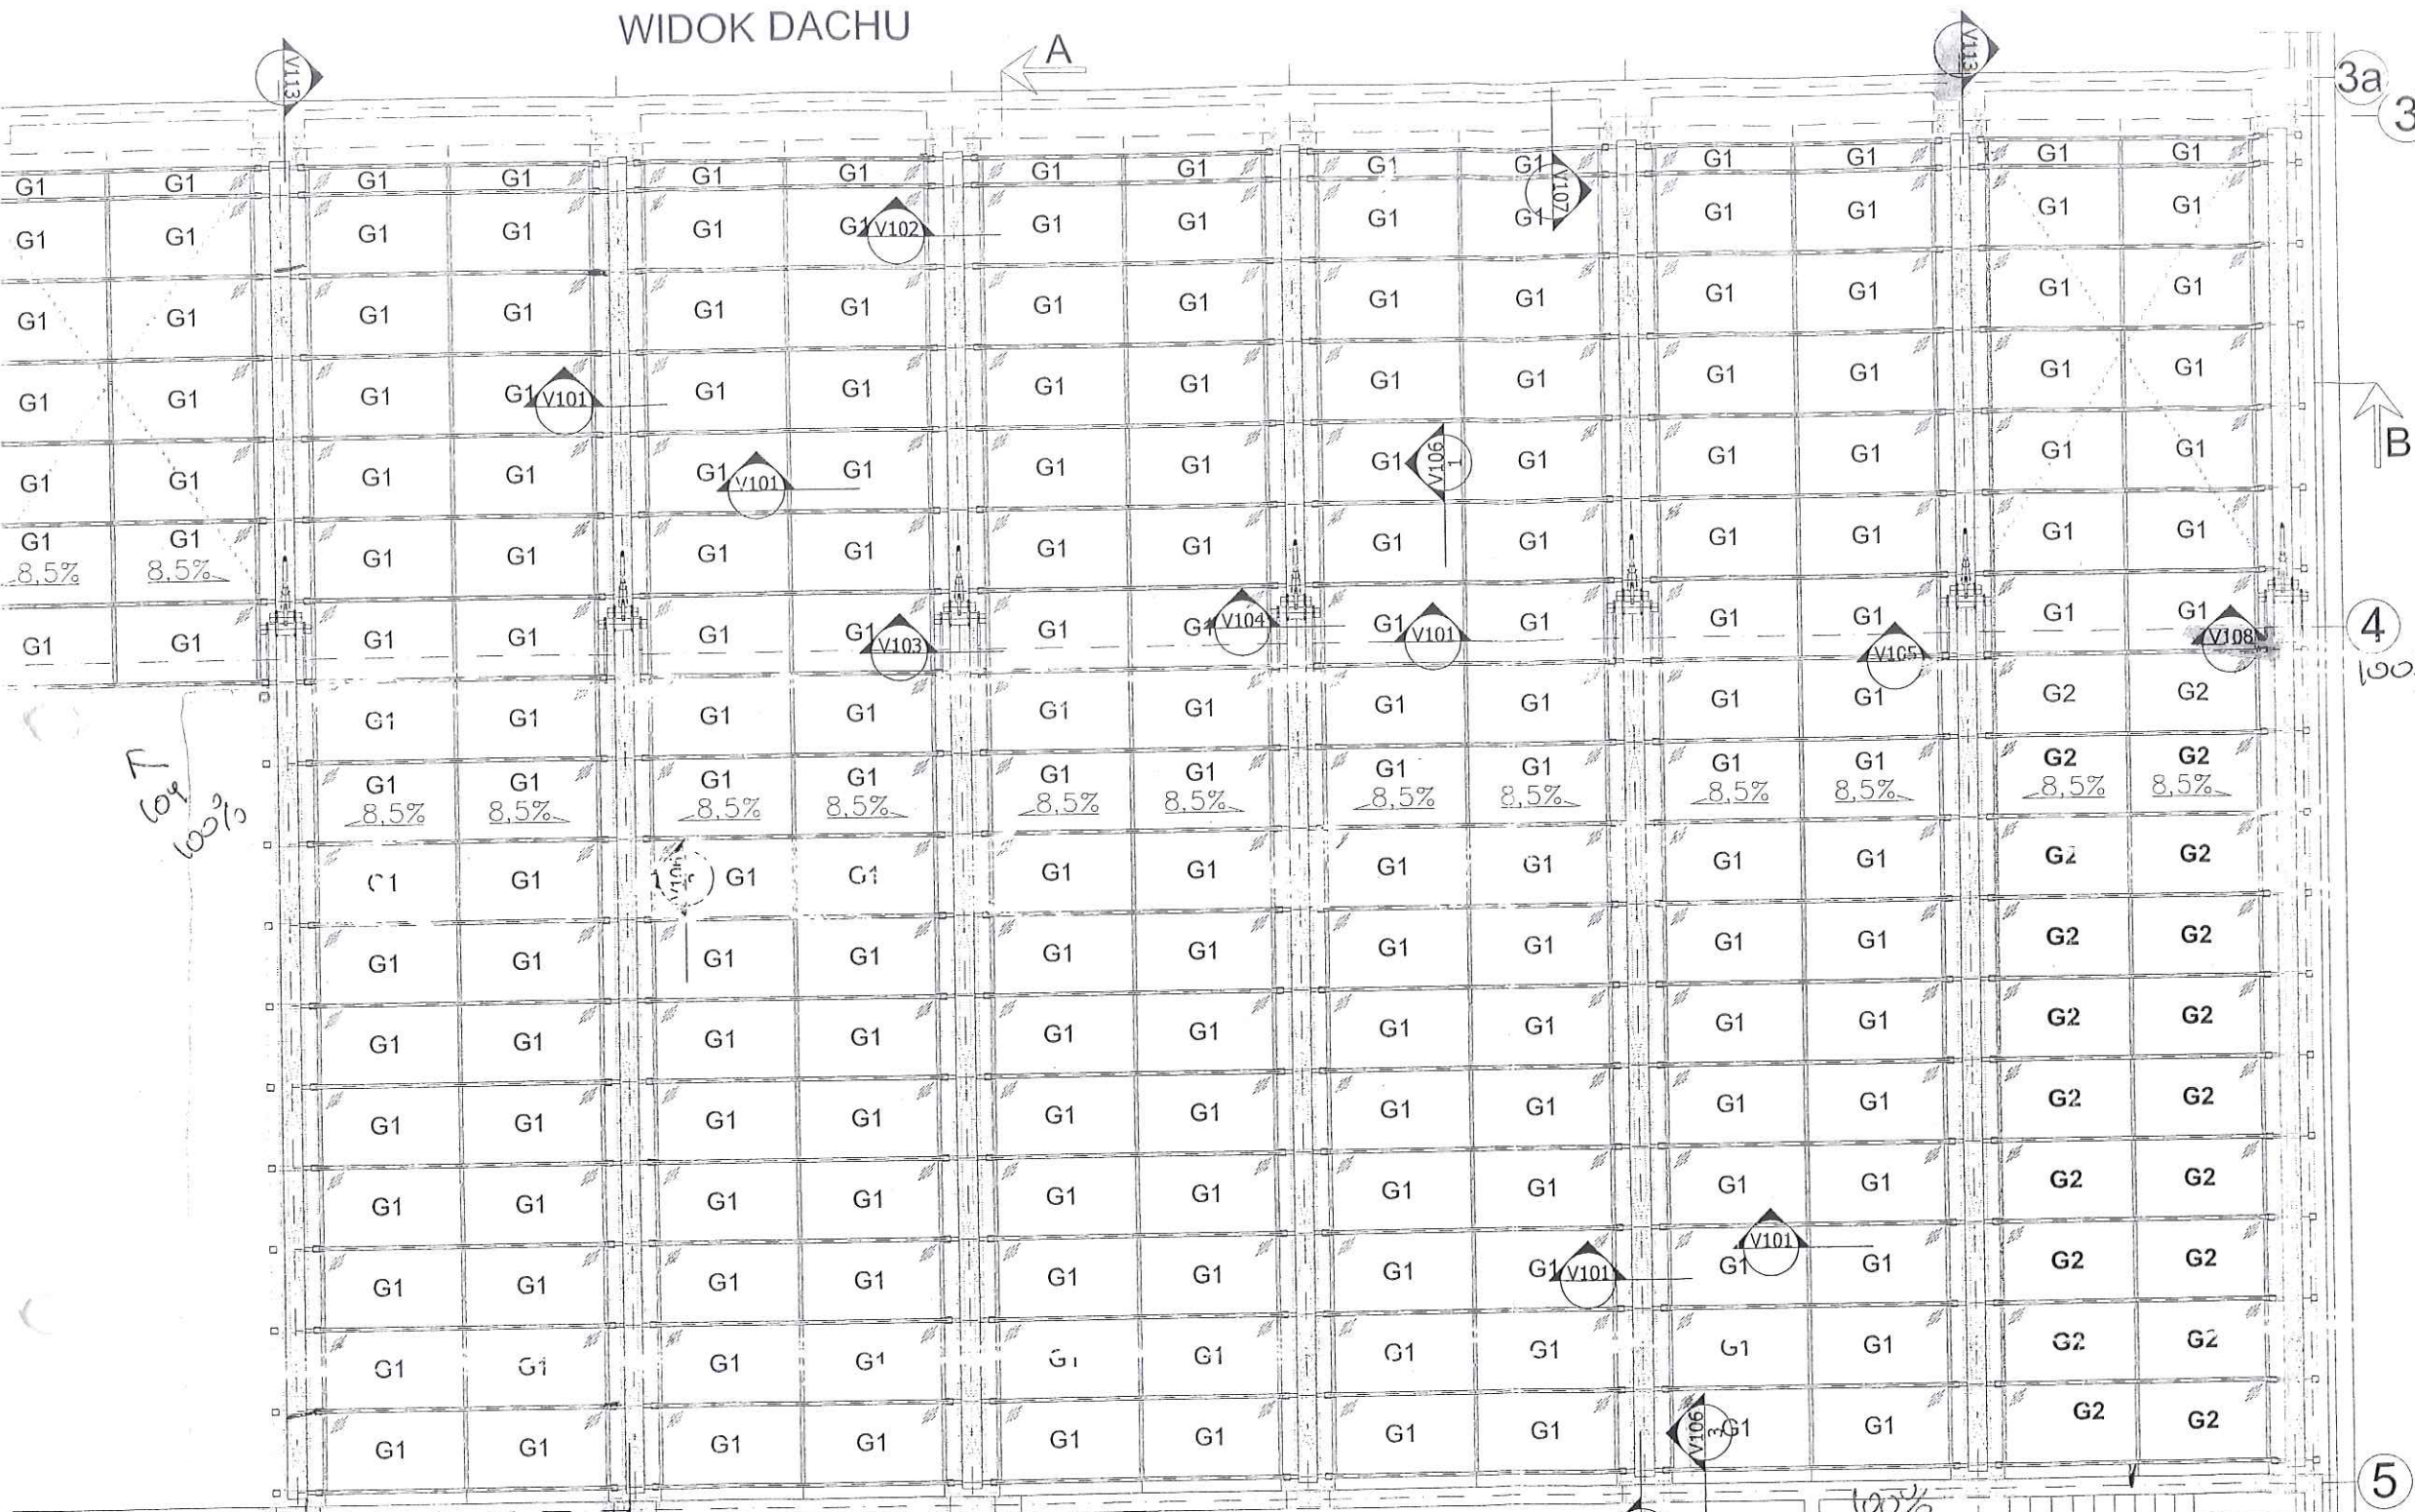 WIDOK DACHU
V113 A V113 3a
3
G1 G1 G1 G1 G1 G1 G1 G1 G1 G1 G1 G1 G1 G1
V107
G1 G1 G1 G1 G1 G1 V102 G1 G1 G1 G1 G1 G1 G1 G1
G1 G1 G1 G1 G1 G1 G1 G1 G1 G1 G1 G1 G1 G1
G1 G1 G1 G1 V101 G1 G1 G1 G1 G1 G1 G1 G1 G1 G1
B
G1 G1 G1 G1 G1 V101 G1 G1 G1 G1 V106 1 G1 G1 G1 G1 G1
G1 G1 G1 G1 G1 G1 G1 G1 G1 G1 G1 G1 G1 G1
8,5% 8,5%
G1 G1 G1 G1 G1 G1 V103 G1 G1 V104 G1 V101 G1 G1 G1 V105 G1 G1 V108 4
G1 G1 G1 G1 G1 G1 G1 G1 G1 G1 G2 G2
G1 G1 G1 G1 G1 G1 G1 G1 G1 G1 G2 G2
8,5% 8,5% 8,5% 8,5% 8,5% 8,5% 8,5% 8,5% 8,5% 8,5% 8,5% 8,5%
100%
G1 G1 G1 G1 G1 G1 G1 G1 G1 G2 G2
G1 G1 G1 G1 G1 G1 G1 G1 G1 G1 G2 G2
G1 G1 G1 G1 G1 G1 G1 G1 G1 G1 G2 G2
G1 G1 G1 G1 G1 G1 G1 G1 G1 G1 G2 G2
G1 G1 G1 G1 G1 G1 G1 G1 G1 G1 G2 G2
G1 G1 G1 G1 G1 G1 G1 G1 V101 G1 V101 G1 G2 G2
G1 G1 G1 G1 G1 G1 G1 G1 G1 G1 G2 G2
G1 G1 G1 G1 G1 G1 G1 G1 V106 3 G1 G1 G2 G2
5
100%